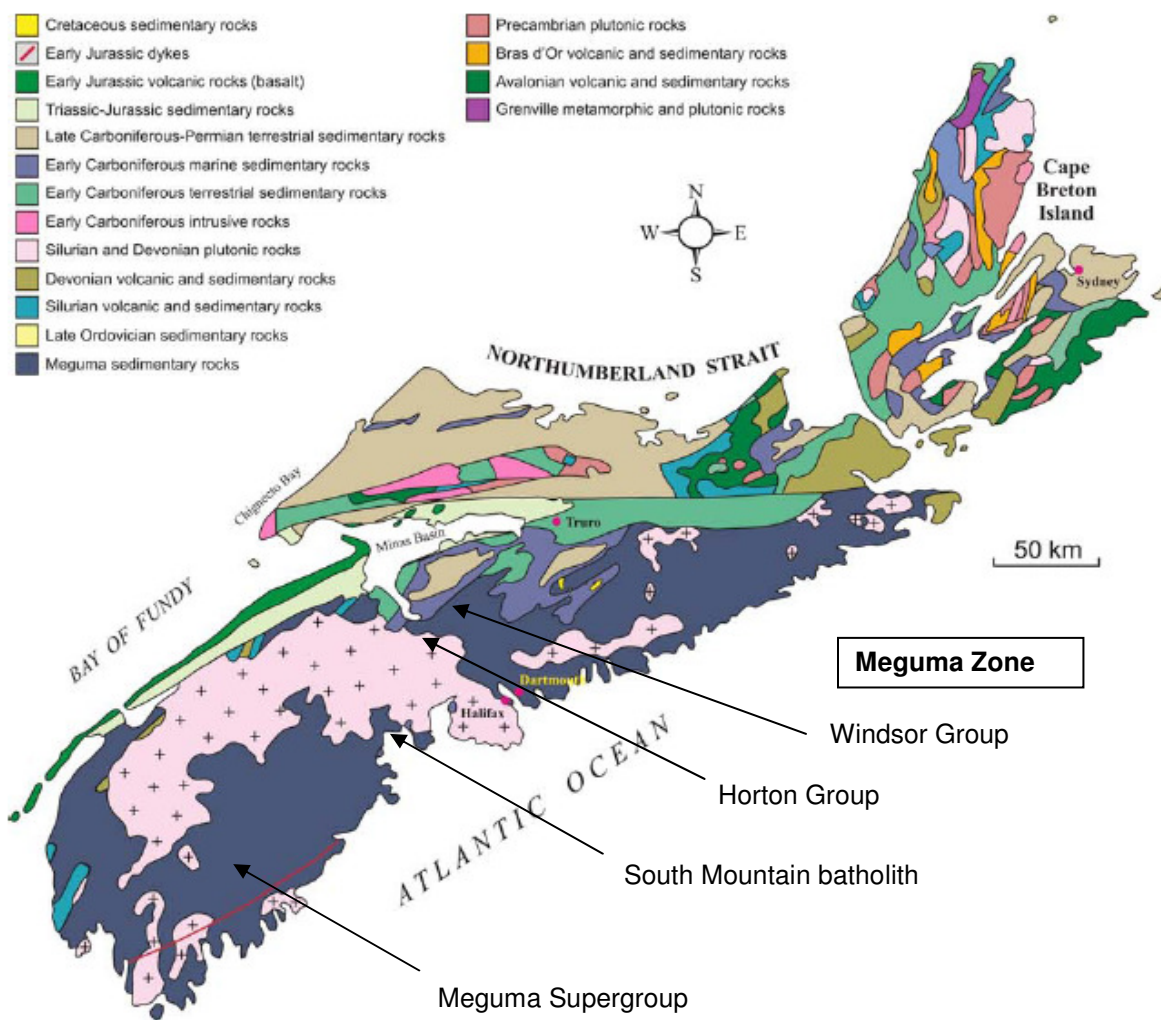 Cretaceous sedimentary rocks
Early Jurassic dykes
Early Jurassic volcanic rocks (basalt)
Triassic-Jurassic sedimentary rocks
Late Carboniferous-Permian terrestrial sedimentary rocks
Early Carboniferous marine sedimentary rocks
Early Carboniferous terrestrial sedimentary rocks
Early Carboniferous intrusive rocks
Silurian and Devonian plutonic rocks
Devonian volcanic and sedimentary rocks
Silurian volcanic and sedimentary rocks
Late Ordovician sedimentary rocks
Meguma sedimentary rocks
Precambrian plutonic rocks
Bras d'Or volcanic and sedimentary rocks
Avalonian volcanic and sedimentary rocks
Grenville metamorphic and plutonic rocks
N
W E
S
Cape
Breton
Island
Sydney
NORTHUMBERLAND STRAIT
Chignecto Bay
Minas Basin
Truro
50 km
BAY OF FUNDY
Meguma Zone
Dartmouth
Halifax
Windsor Group
Horton Group
ATLANTIC OCEAN
South Mountain batholith
Meguma Supergroup